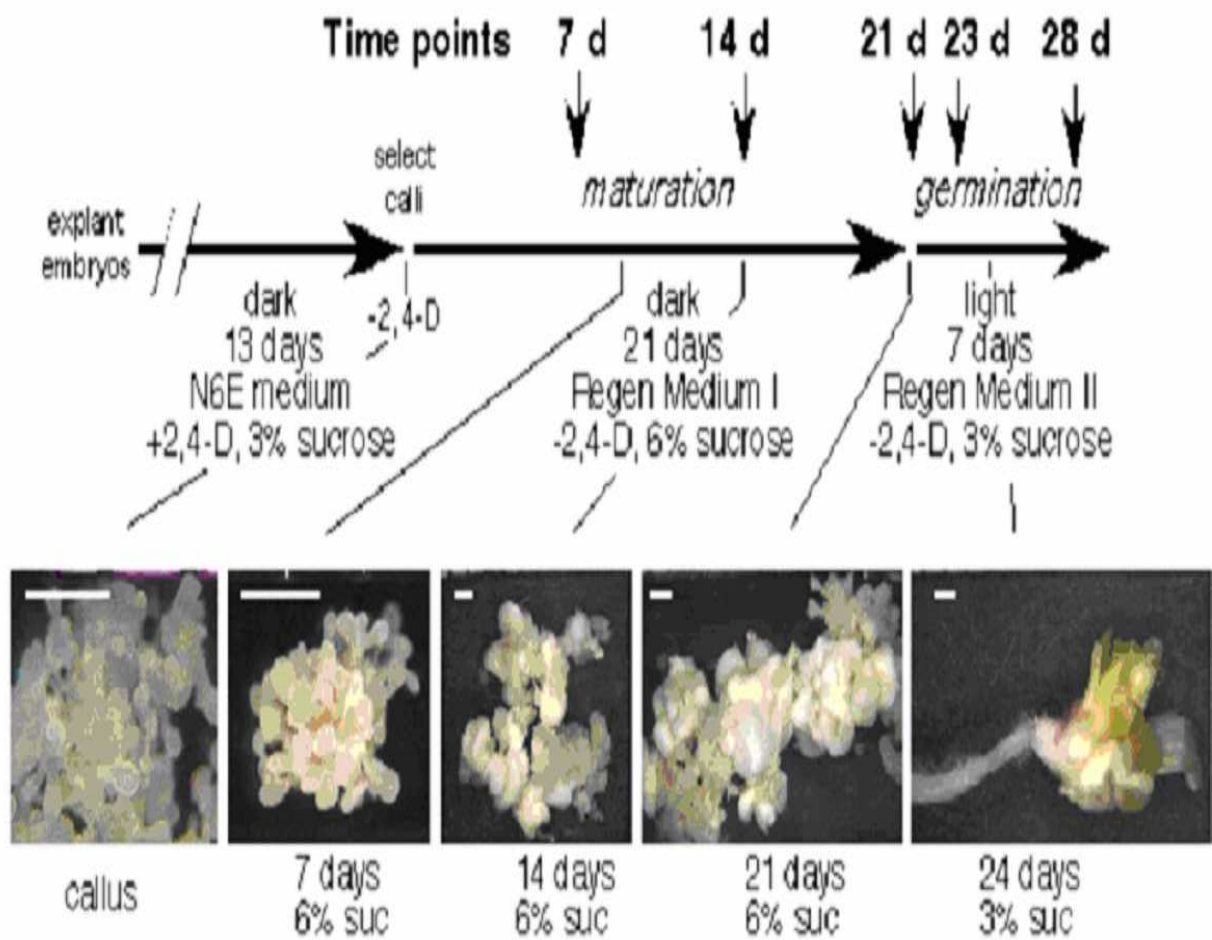 Time points 7 d 14 d 21 d 23 d 28 d
select
calli
maturation
germination
explant
embryos
dark
13 days
N6E medium
+2,4-D, 3% sucrose
-2,4-D
dark
21 days
Regen Medium I
-2,4-D, 6% sucrose
light
7 days
Regen Medium II
-2,4-D, 3% sucrose
callus
7 days
6% suc
14 days
6% suc
21 days
6% suc
24 days
3% suc